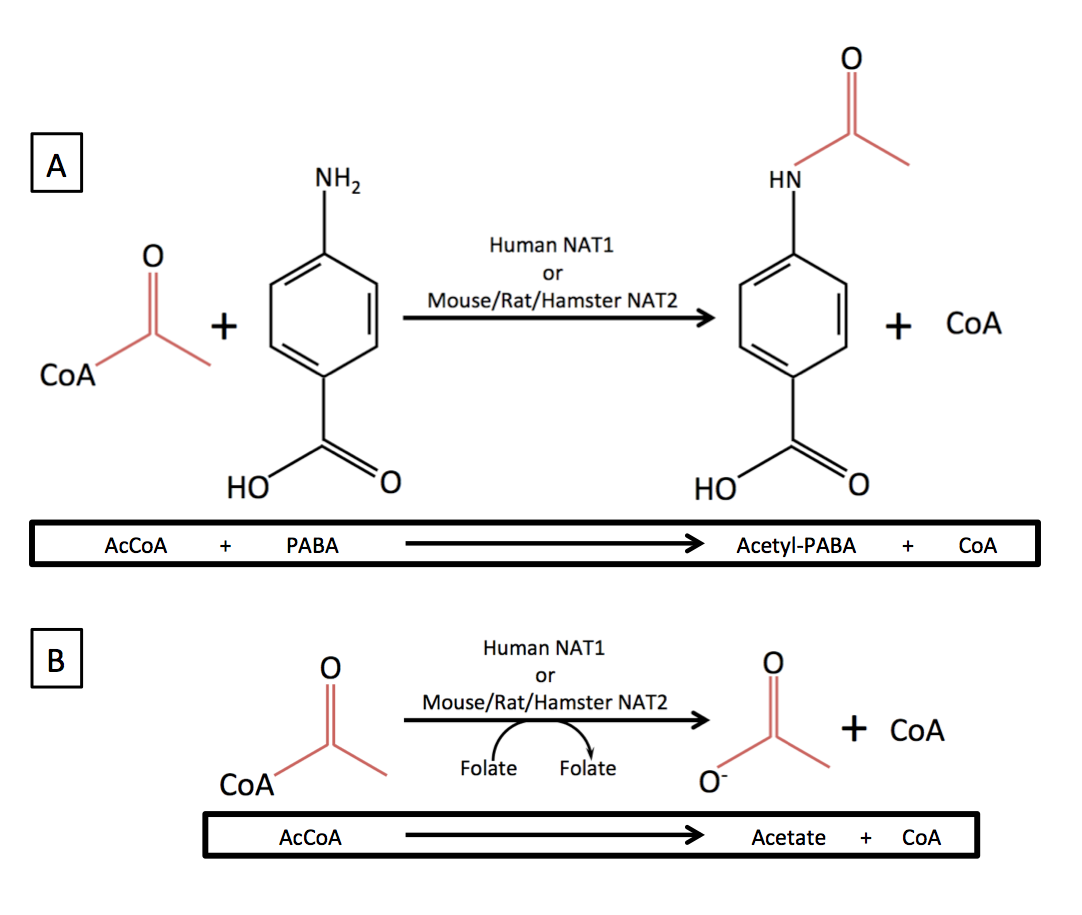 A
O
CoA
+
NH₂
HO
O
Human NAT1
or
Mouse/Rat/Hamster NAT2
O
HN
HO
O
+
CoA
AcCoA + PABA Acetyl-PABA + CoA
B
O
CoA
Human NAT1
or
Mouse/Rat/Hamster NAT2
Folate Folate
O
O⁻
+
CoA
AcCoA Acetate + CoA